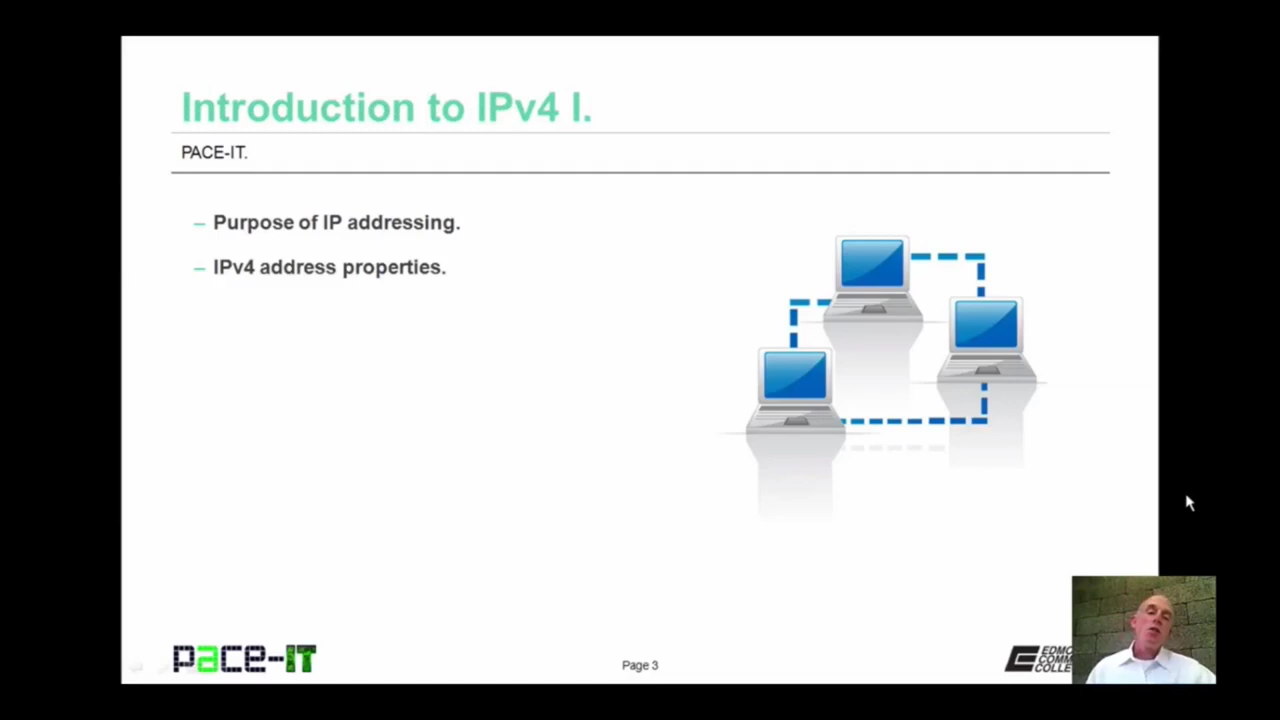 Introduction to IPv4 I.
PACE-IT.
– Purpose of IP addressing.
– IPv4 address properties.
pace-IT
Page 3